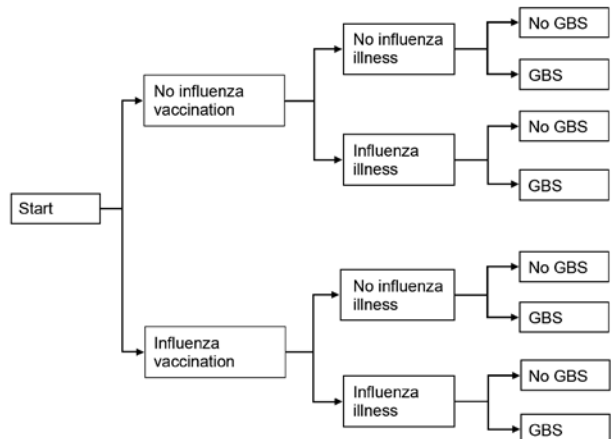 Start
No influenza
vaccination
Influenza
vaccination
No influenza
illness
Influenza
illness
No influenza
illness
Influenza
illness
No GBS
GBS
No GBS
GBS
No GBS
GBS
No GBS
GBS